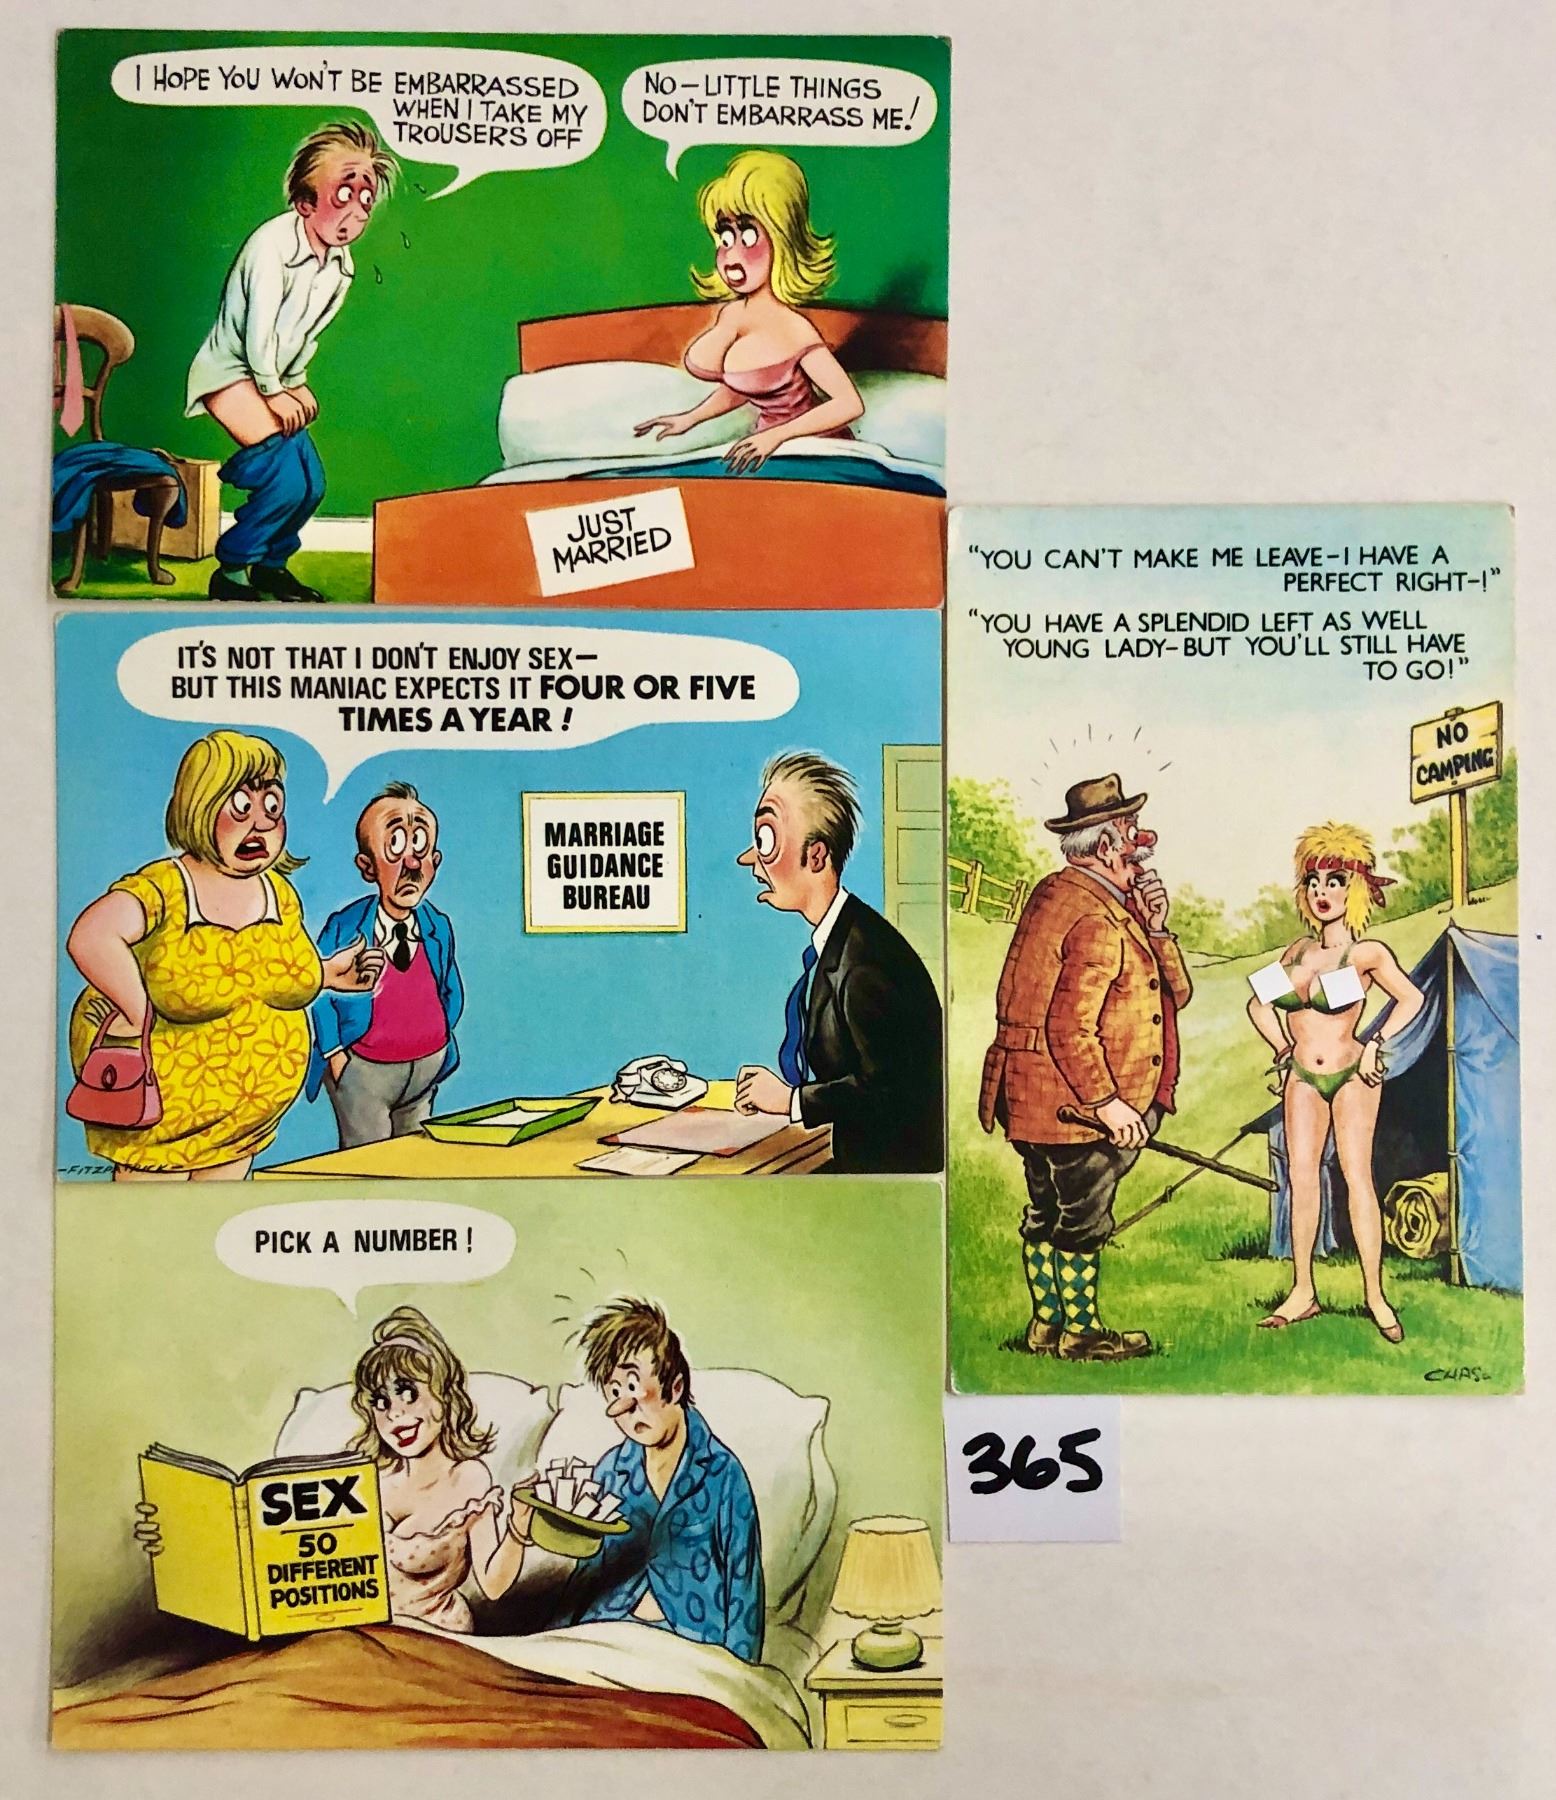 I HOPE YOU WON'T BE EMBARRASSED
WHEN I TAKE MY
TROUSERS OFF
NO—LITTLE THINGS
DON'T EMBARRASS ME!
JUST
MARRIED
IT'S NOT THAT I DON'T ENJOY SEX—
BUT THIS MANIAC EXPECTS IT FOUR OR FIVE
TIMES A YEAR!
MARRIAGE
GUIDANCE
BUREAU
-FITZPATRICK-
PICK A NUMBER!
SEX
50
DIFFERENT
POSITIONS
"YOU CAN'T MAKE ME LEAVE—I HAVE A
PERFECT RIGHT—!"
"YOU HAVE A SPLENDID LEFT AS WELL
YOUNG LADY—BUT YOU'LL STILL HAVE
TO GO!"
NO
CAMPING
CHAS.
365